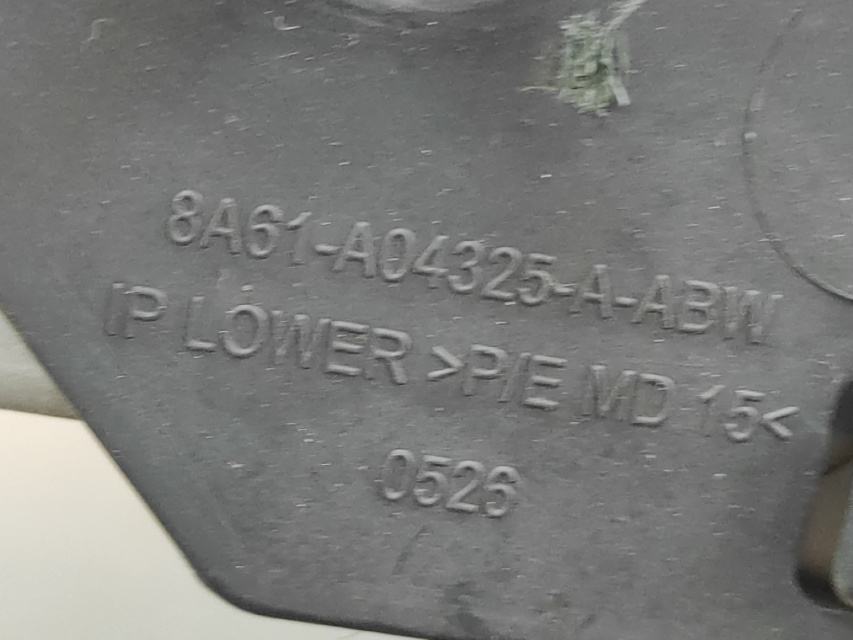 8A61-A04325-A-ABW
IP LOWER >P/E MD 15<
0526